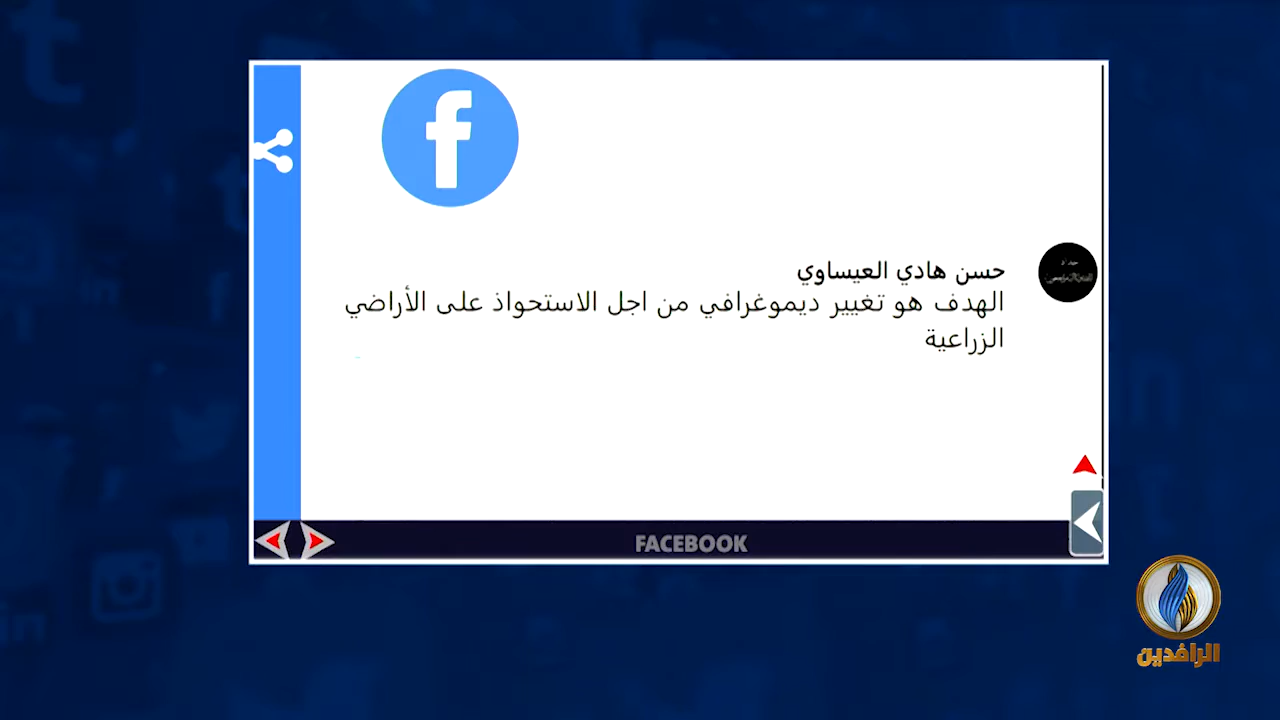 حسن هادي العيساوي
الهدف هو تغيير ديموغرافي من اجل الاستحواذ على الأراضي
الزراعية
FACEBOOK
الرافدين